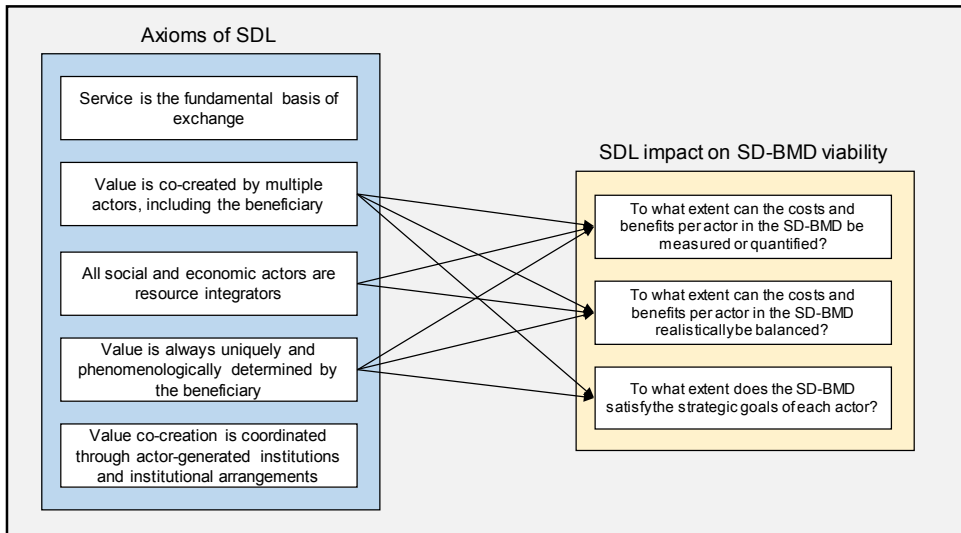 Axioms of SDL
Service is the fundamental basis of
exchange
Value is co-created by multiple
actors, including the beneficiary
All social and economic actors are
resource integrators
Value is always uniquely and
phenomenologically determined by
the beneficiary
Value co-creation is coordinated
through actor-generated institutions
and institutional arrangements
SDL impact on SD-BMD viability
To what extent can the costs and
benefits per actor in the SD-BMD be
measured or quantified?
To what extent can the costs and
benefits per actor in the SD-BMD
realistically be balanced?
To what extent does the SD-BMD
satisfy the strategic goals of each actor?